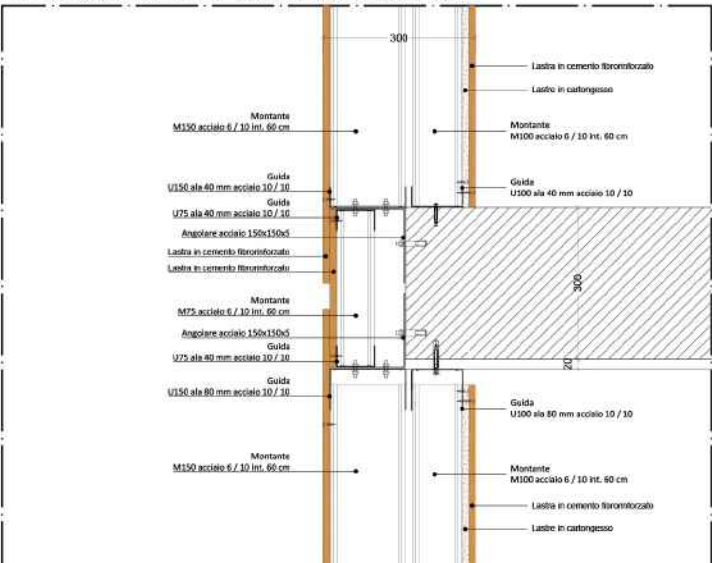 300
Lastra in cemento fibrorinforzato
Lastre in cartongesso
Montante
M150 acciaio 6 / 10 int. 60 cm
Montante
M100 acciaio 6 / 10 int. 60 cm
Guida
U150 ala 40 mm acciaio 10 / 10
Guida
U100 ala 40 mm acciaio 10 / 10
Guida
U75 ala 40 mm acciaio 10 / 10
Angolare acciaio 150x150x5
Lastra in cemento fibrorinforzato
Lastra in cemento fibrorinforzato
300
Montante
M75 acciaio 6 / 10 int. 60 cm
Angolare acciaio 150x150x5
Guida
U75 ala 40 mm acciaio 10 / 10
20
Guida
U150 ala 80 mm acciaio 10 / 10
Guida
U100 ala 80 mm acciaio 10 / 10
Montante
M150 acciaio 6 / 10 int. 60 cm
Montante
M100 acciaio 6 / 10 int. 60 cm
Lastra in cemento fibrorinforzato
Lastre in cartongesso